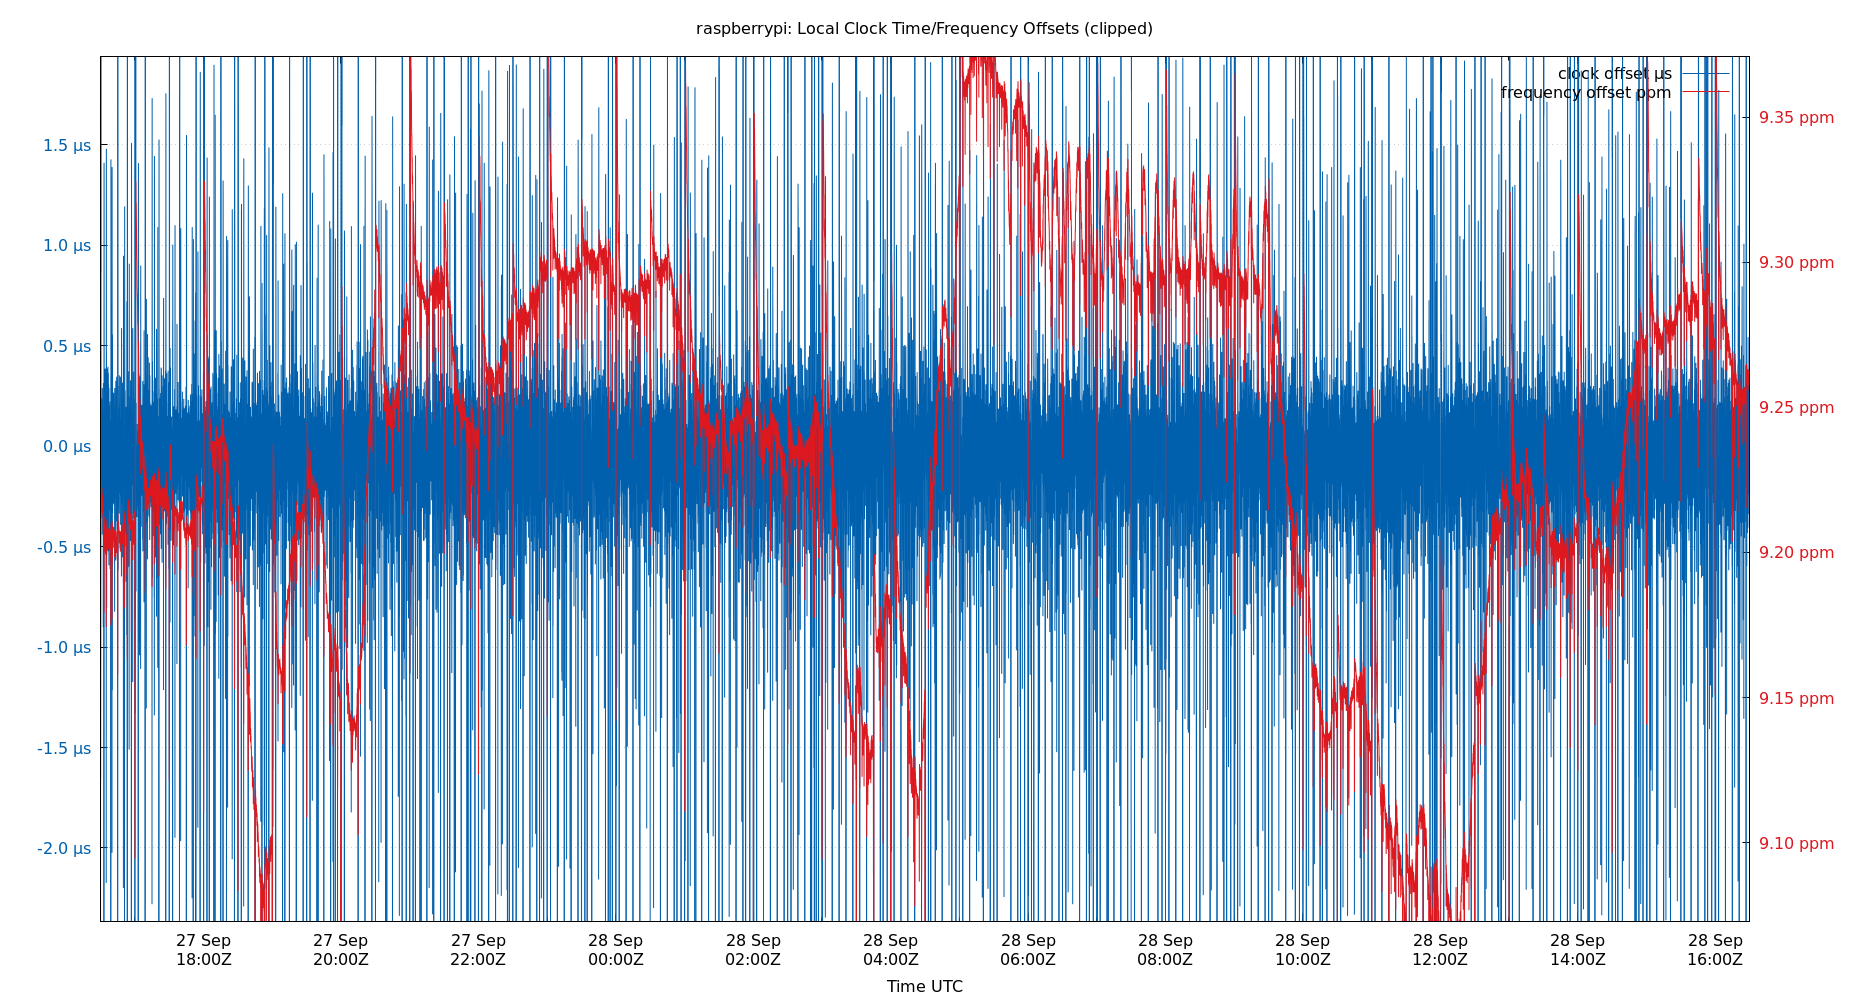 raspberrypi: Local Clock Time/Frequency Offsets (clipped)
clock offset µs
frequency offset ppm
1.5 µs
1.0 µs
0.5 µs
0.0 µs
-0.5 µs
-1.0 µs
-1.5 µs
-2.0 µs
9.35 ppm
9.30 ppm
9.25 ppm
9.20 ppm
9.15 ppm
9.10 ppm
27 Sep 27 Sep 27 Sep 28 Sep 28 Sep 28 Sep 28 Sep 28 Sep 28 Sep 28 Sep 28 Sep 28 Sep
18:00Z 20:00Z 22:00Z 00:00Z 02:00Z 04:00Z 06:00Z 08:00Z 10:00Z 12:00Z 14:00Z 16:00Z
Time UTC